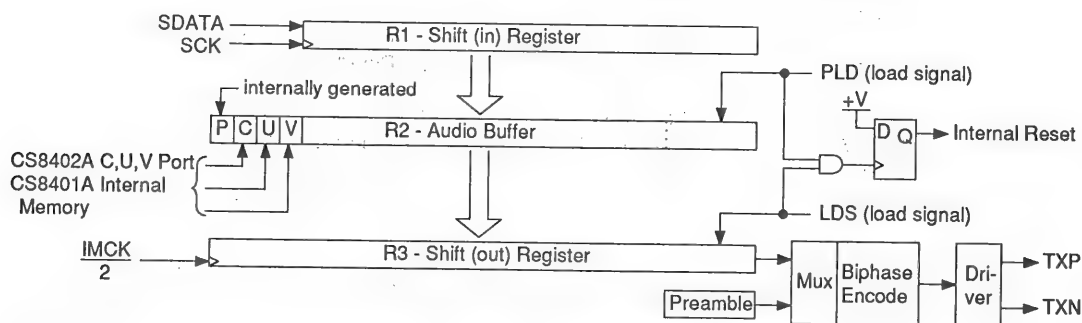 SDATA
SCK
R1 - Shift (in) Register
internally generated
PLD (load signal)
+V
P C U V
R2 - Audio Buffer
D Q
Internal Reset
CS8402A C,U,V Port
CS8401A Internal
Memory
LDS (load signal)
IMCK
2
R3 - Shift (out) Register
Mux
Biphase
Encode
Dri-
ver
TXP
TXN
Preamble